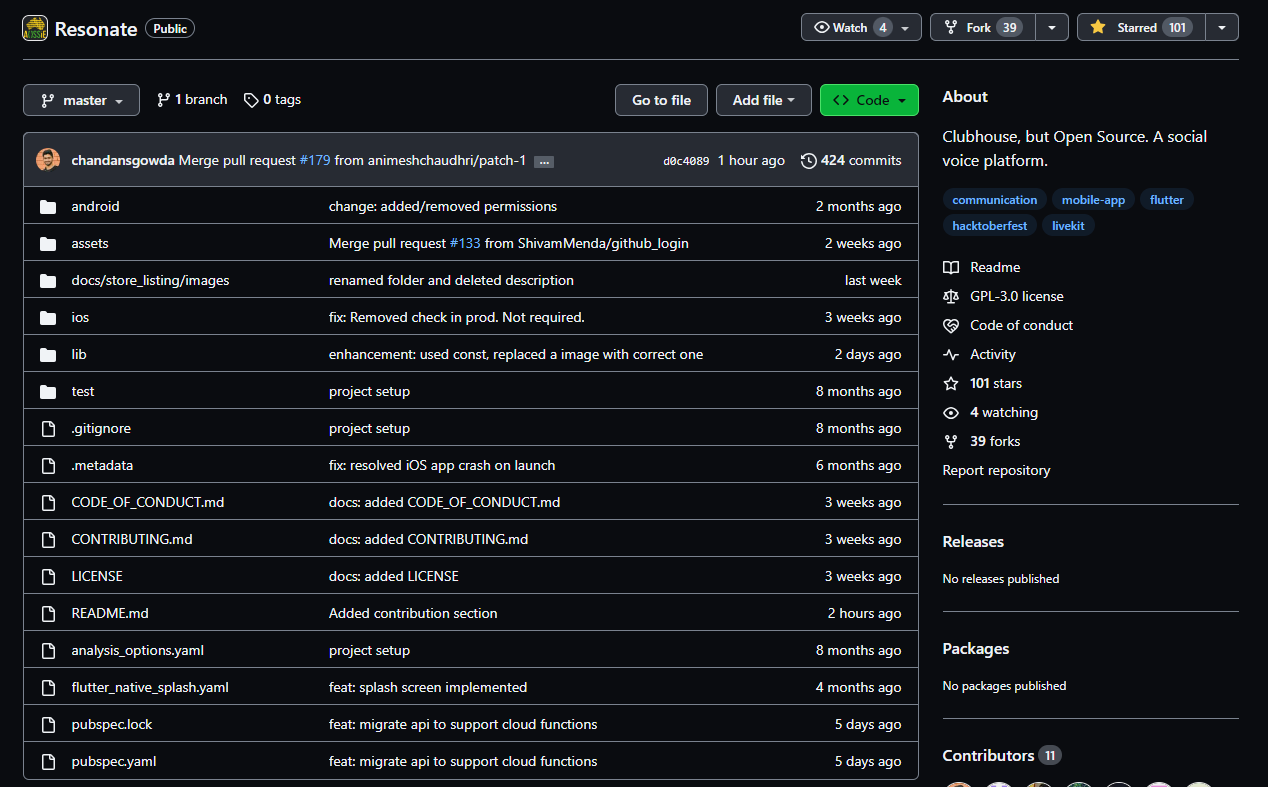 Resonate Public
Watch 4
Fork 39
Starred 101
master
1 branch
0 tags
Go to file
Add file
Code
chandansgowda Merge pull request #179 from animeshchaudhri/patch-1 ...
d0c4089 1 hour ago 424 commits
android change: added/removed permissions 2 months ago
assets Merge pull request #133 from ShivamMenda/github_login 2 weeks ago
docs/store_listing/images renamed folder and deleted description last week
ios fix: Removed check in prod. Not required. 3 weeks ago
lib enhancement: used const, replaced a image with correct one 2 days ago
test project setup 8 months ago
.gitignore project setup 8 months ago
.metadata fix: resolved iOS app crash on launch 6 months ago
CODE_OF_CONDUCT.md docs: added CODE_OF_CONDUCT.md 3 weeks ago
CONTRIBUTING.md docs: added CONTRIBUTING.md 3 weeks ago
LICENSE docs: added LICENSE 3 weeks ago
README.md Added contribution section 2 hours ago
analysis_options.yaml project setup 8 months ago
flutter_native_splash.yaml feat: splash screen implemented 4 months ago
pubspec.lock feat: migrate api to support cloud functions 5 days ago
pubspec.yaml feat: migrate api to support cloud functions 5 days ago
About
Clubhouse, but Open Source. A social
voice platform.
communication mobile-app flutter
hacktoberfest livekit
Readme
GPL-3.0 license
Code of conduct
Activity
101 stars
4 watching
39 forks
Report repository
Releases
No releases published
Packages
No packages published
Contributors 11